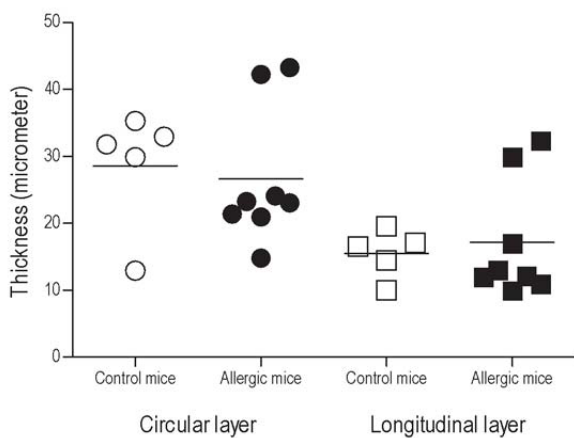 50
40
30
20
10
0
Thickness (micrometer)
Control mice Allergic mice Control mice Allergic mice
Circular layer Longitudinal layer